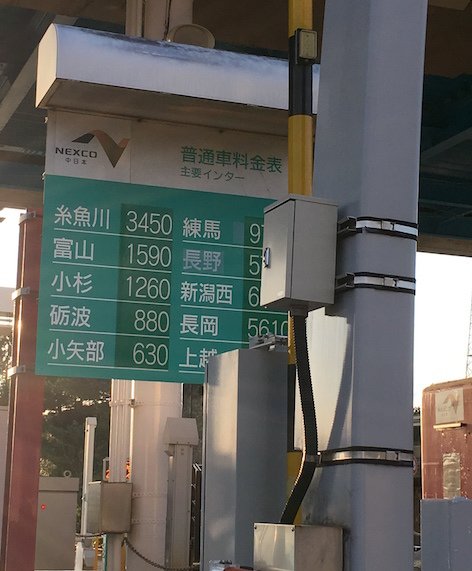 NEXCO
中日本
普通車料金表
主要インター
糸魚川 3450
富山 1590
小杉 1260
砺波 880
小矢部 630
練馬
長野
新潟西
長岡 5610
上越